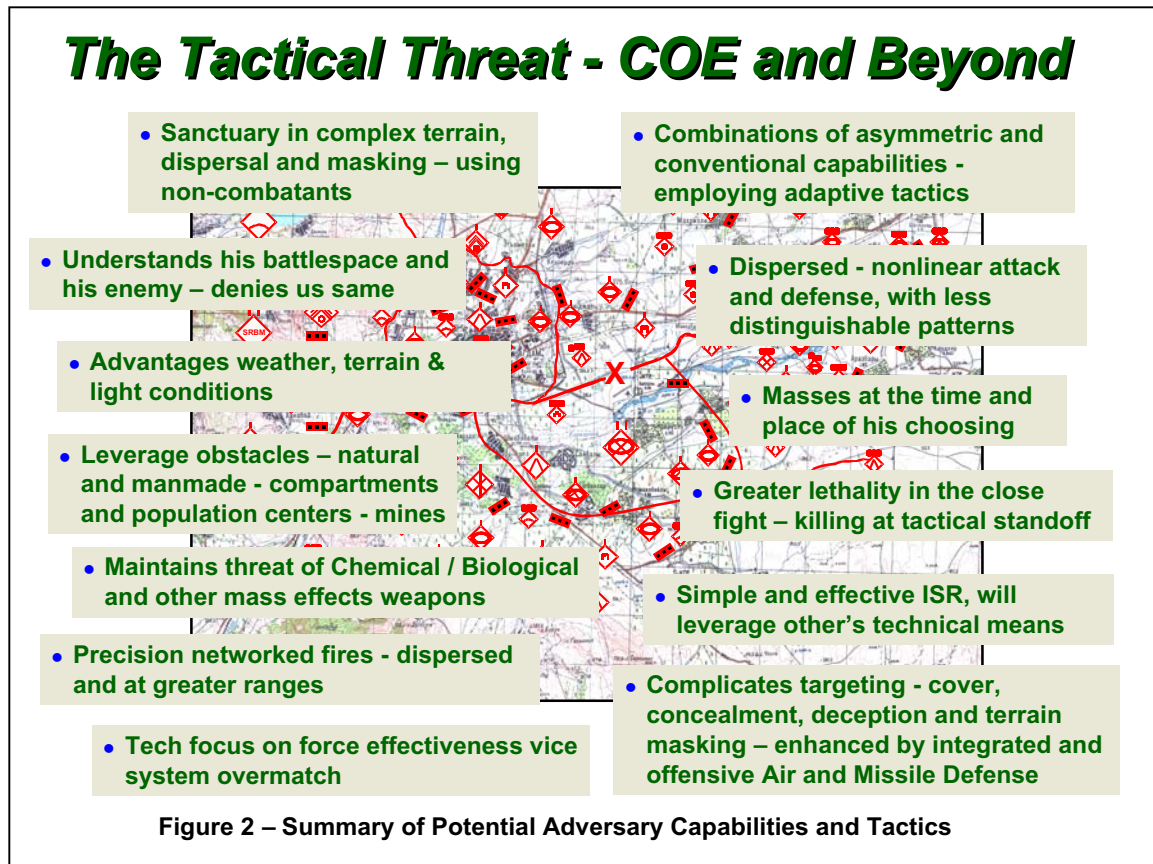 The Tactical Threat - COE and Beyond
• Sanctuary in complex terrain,
dispersal and masking – using
non-combatants
• Combinations of asymmetric and
conventional capabilities -
employing adaptive tactics
• Understands his battlespace and
his enemy – denies us same
• Dispersed - nonlinear attack
and defense, with less
distinguishable patterns
SRBM
• Advantages weather, terrain &
light conditions
X
• Masses at the time and
place of his choosing
• Leverage obstacles – natural
and manmade - compartments
and population centers - mines
• Greater lethality in the close
fight – killing at tactical standoff
• Maintains threat of Chemical / Biological
and other mass effects weapons
• Simple and effective ISR, will
leverage other's technical means
• Precision networked fires - dispersed
and at greater ranges
• Complicates targeting - cover,
concealment, deception and terrain
masking – enhanced by integrated and
offensive Air and Missile Defense
• Tech focus on force effectiveness vice
system overmatch
Figure 2 – Summary of Potential Adversary Capabilities and Tactics